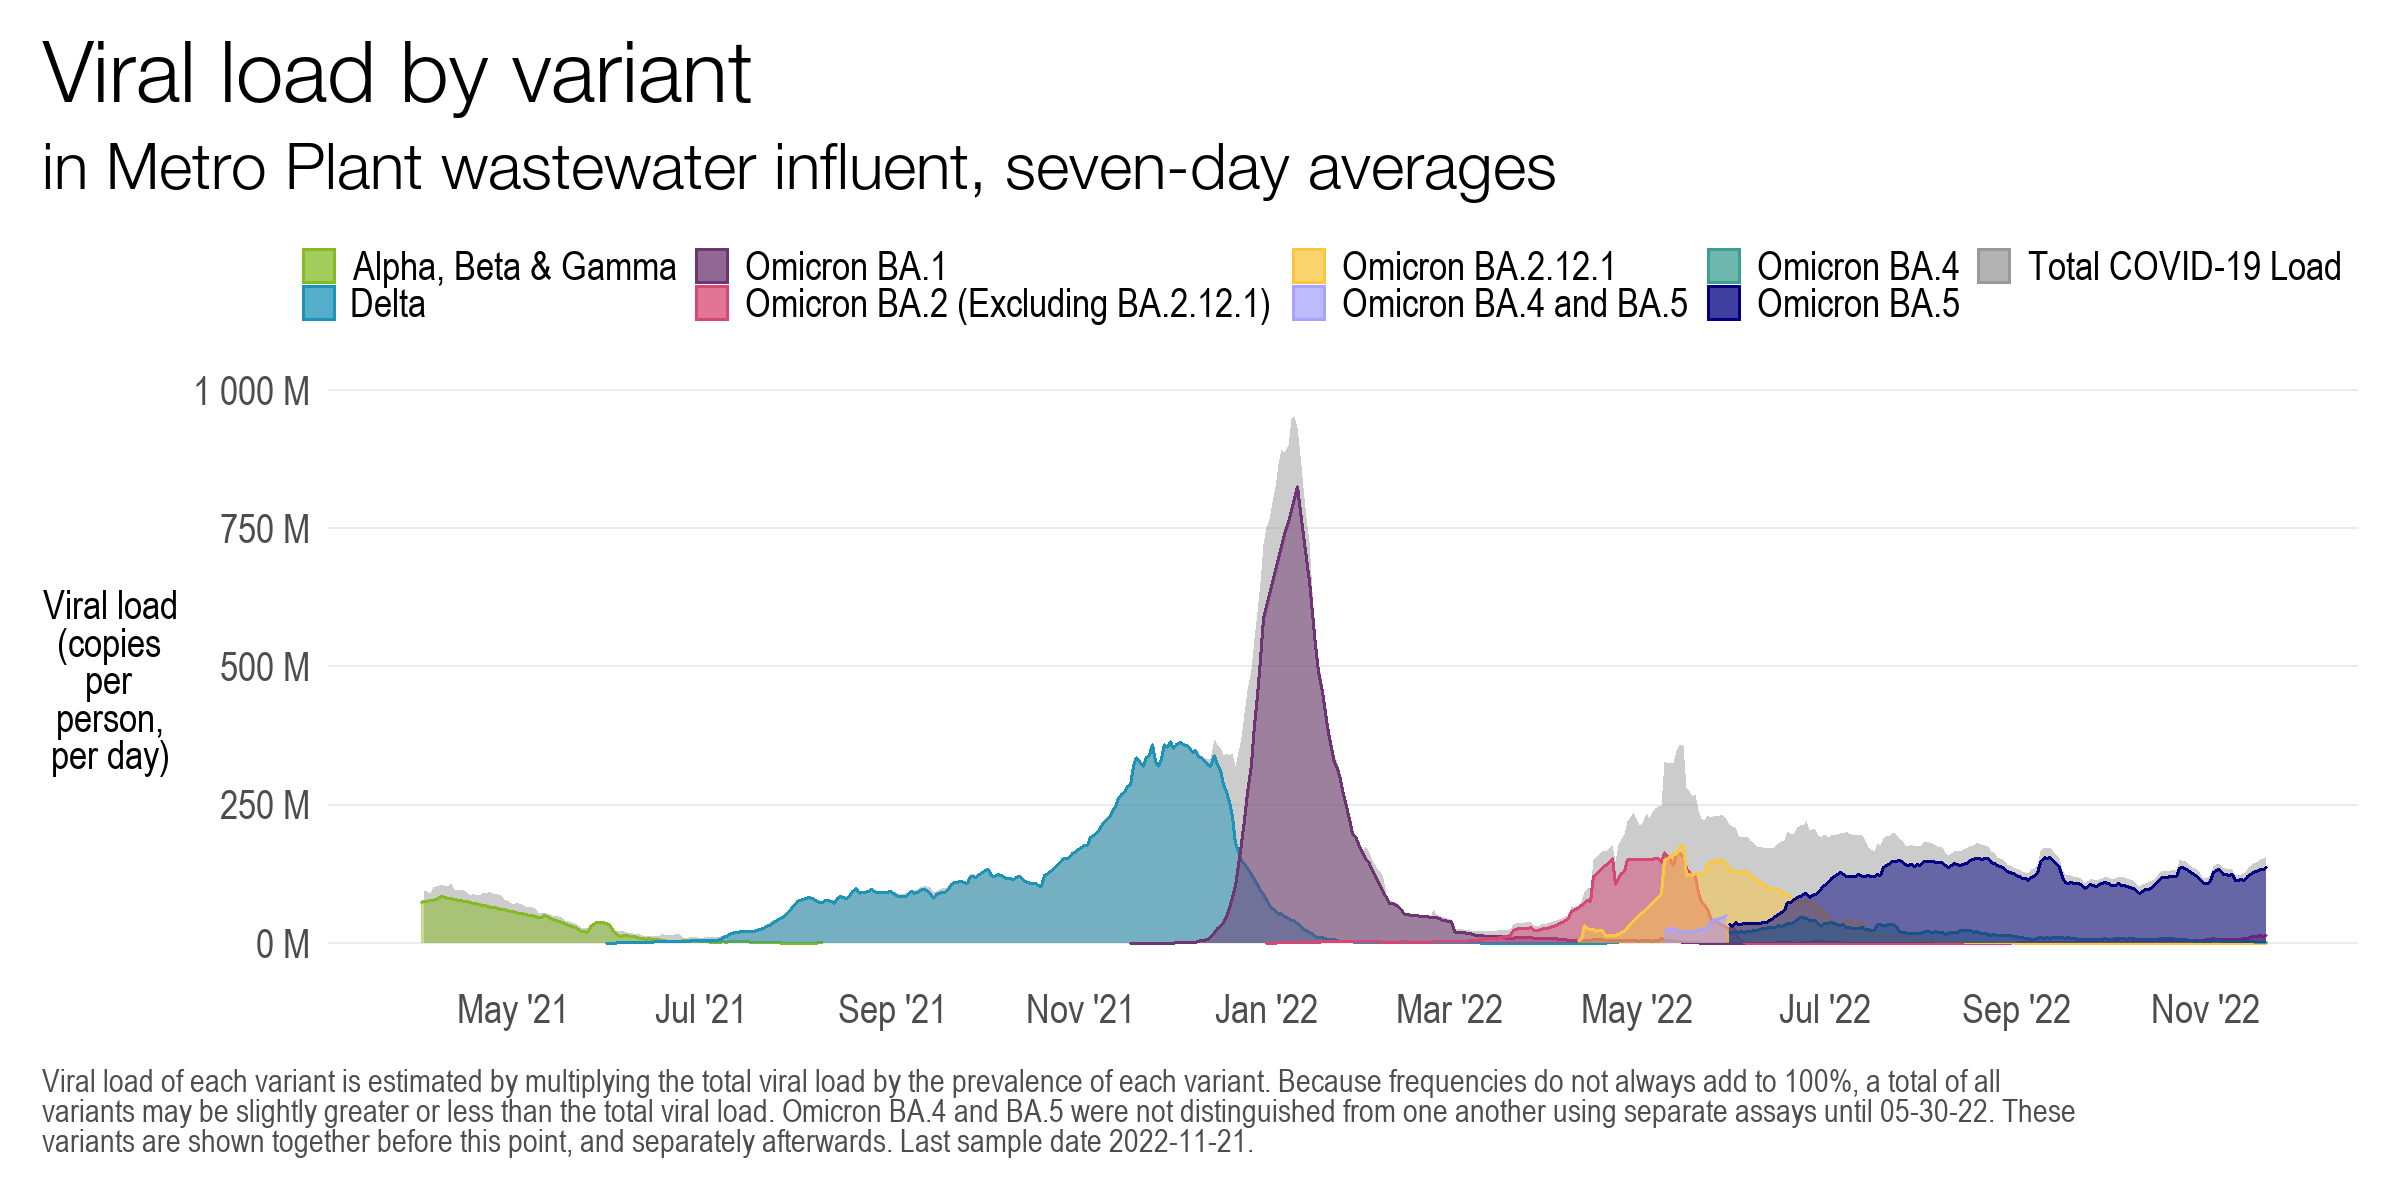 Viral load by variant
in Metro Plant wastewater influent, seven-day averages
Alpha, Beta & Gamma
Delta
Omicron BA.1
Omicron BA.2 (Excluding BA.2.12.1)
Omicron BA.2.12.1
Omicron BA.4 and BA.5
Omicron BA.4
Omicron BA.5
Total COVID-19 Load
1 000 M
750 M
500 M
250 M
0 M
Viral load
(copies
per
person,
per day)
May '21
Jul '21
Sep '21
Nov '21
Jan '22
Mar '22
May '22
Jul '22
Sep '22
Nov '22
Viral load of each variant is estimated by multiplying the total viral load by the prevalence of each variant. Because frequencies do not always add to 100%, a total of all
variants may be slightly greater or less than the total viral load. Omicron BA.4 and BA.5 were not distinguished from one another using separate assays until 05-30-22. These
variants are shown together before this point, and separately afterwards. Last sample date 2022-11-21.